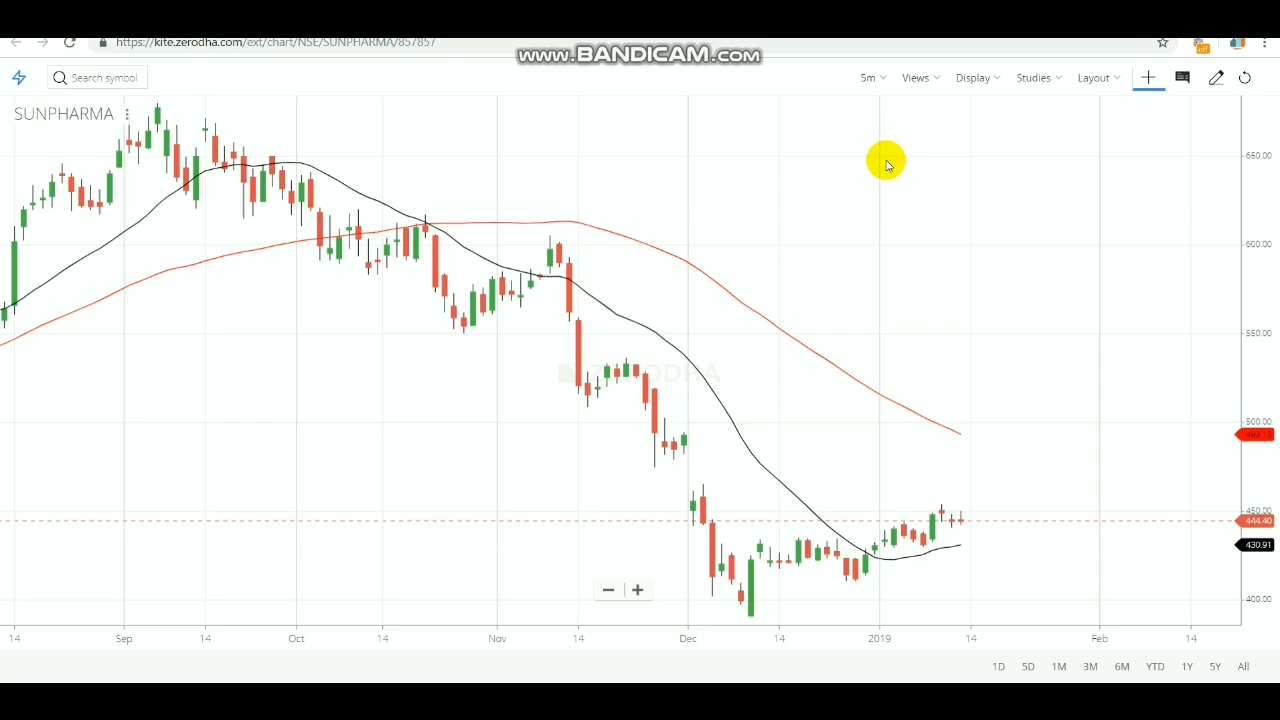 https://kite.zerodha.com/ext/chart/NSE/SUNPHARMA/857857
off
www.BANDICAM.com
Search symbol
5m Views Display Studies Layout
SUNPHARMA
650.00
600.00
550.00
ZERODHA
500.00
450.00
444.40
430.91
400.00
14 Sep 14 Oct 14 Nov 14 Dec 14 2019 14 Feb 14
1D 5D 1M 3M 6M YTD 1Y 5Y All